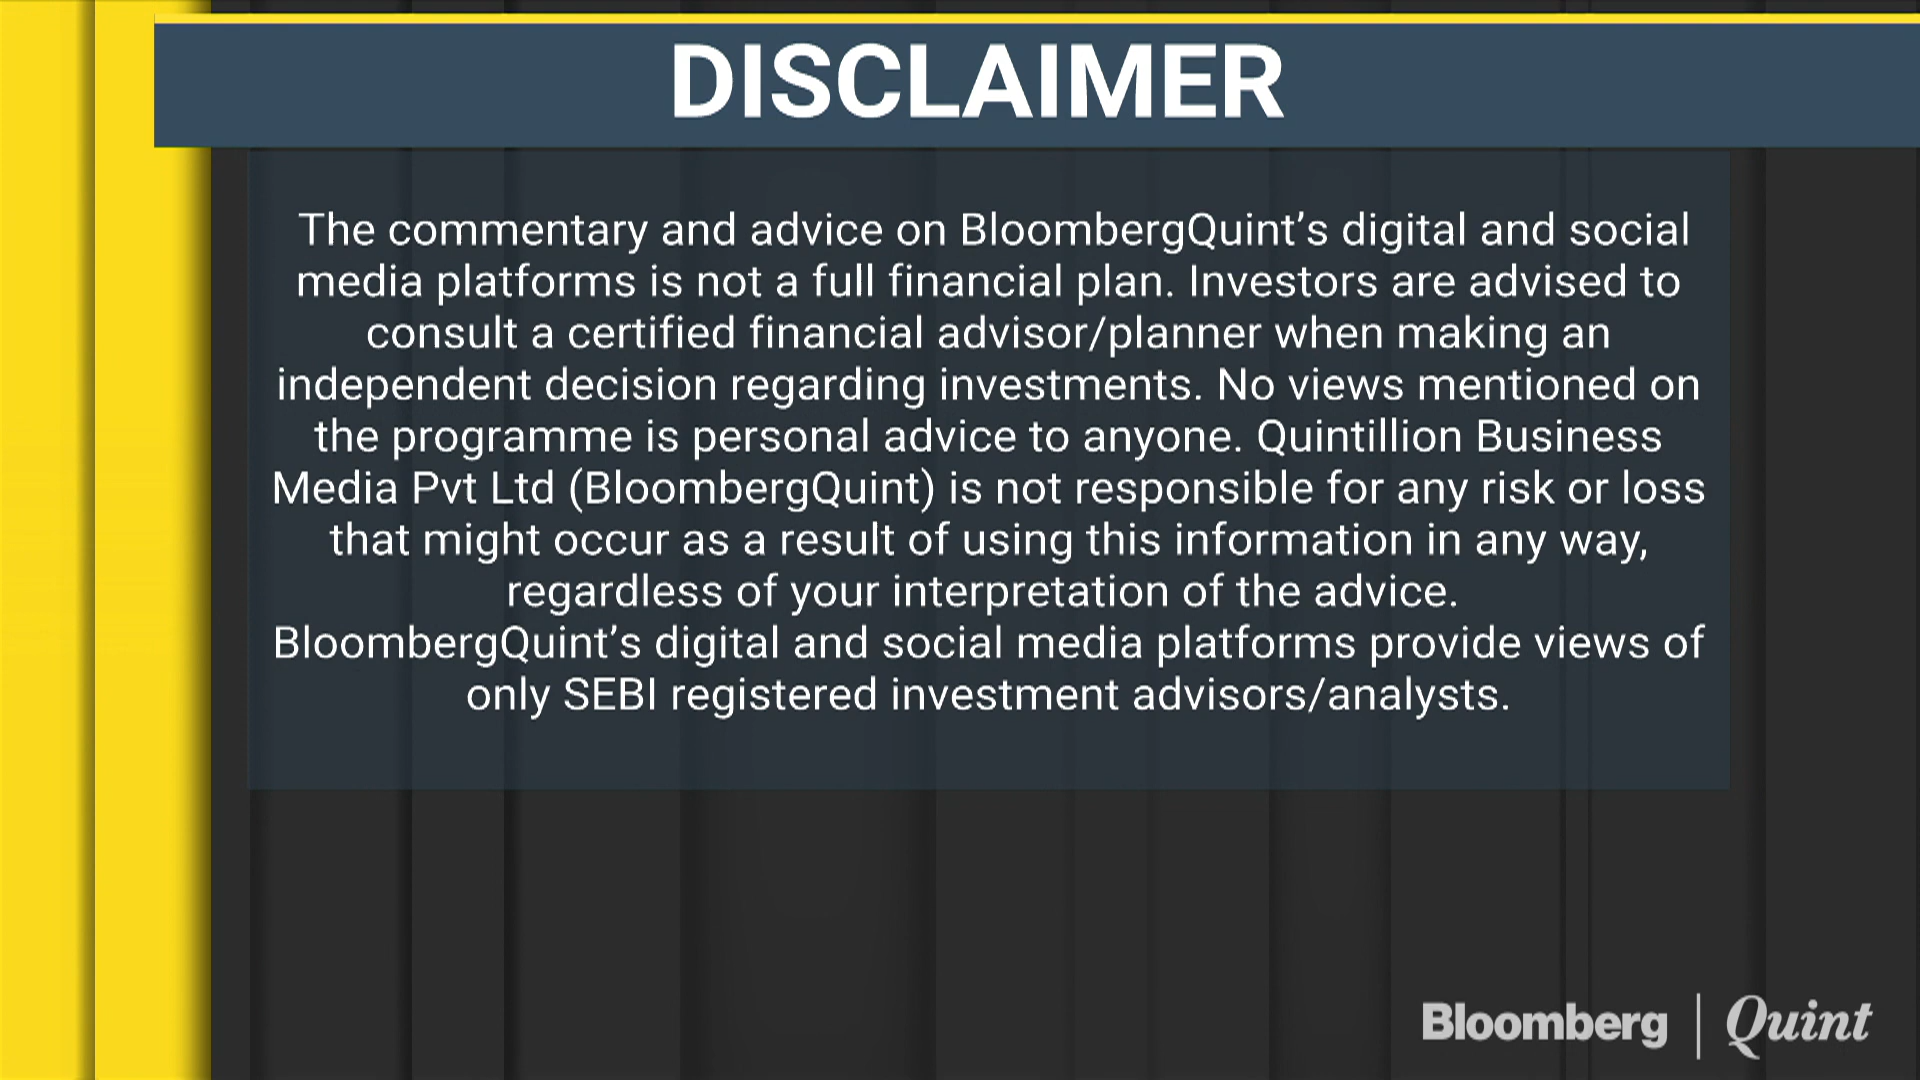 DISCLAIMER
The commentary and advice on BloombergQuint’s digital and social
media platforms is not a full financial plan. Investors are advised to
consult a certified financial advisor/planner when making an
independent decision regarding investments. No views mentioned on
the programme is personal advice to anyone. Quintillion Business
Media Pvt Ltd (BloombergQuint) is not responsible for any risk or loss
that might occur as a result of using this information in any way,
regardless of your interpretation of the advice.
BloombergQuint’s digital and social media platforms provide views of
only SEBI registered investment advisors/analysts.
Bloomberg | Quint